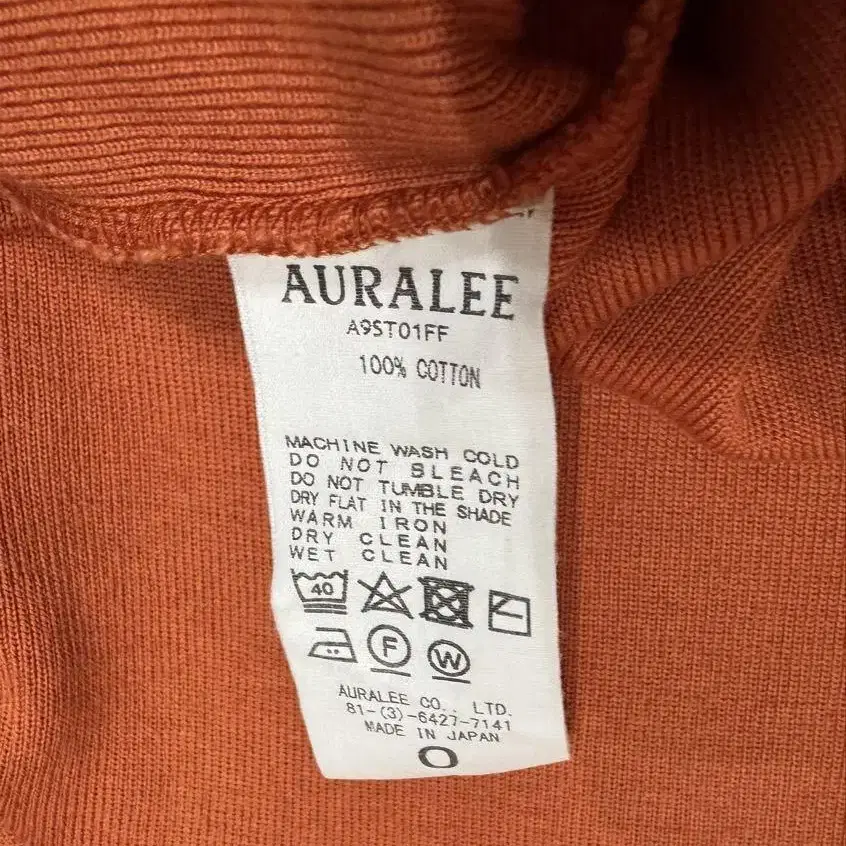 AURALEE
A9ST01FF
100% COTTON
MACHINE WASH COLD
DO NOT BLEACH
DO NOT TUMBLE DRY
DRY FLAT IN THE SHADE
WARM IRON
DRY CLEAN
WET CLEAN
40
F W
AURALEE CO., LTD.
81-(3)-6427-7141
MADE IN JAPAN
O